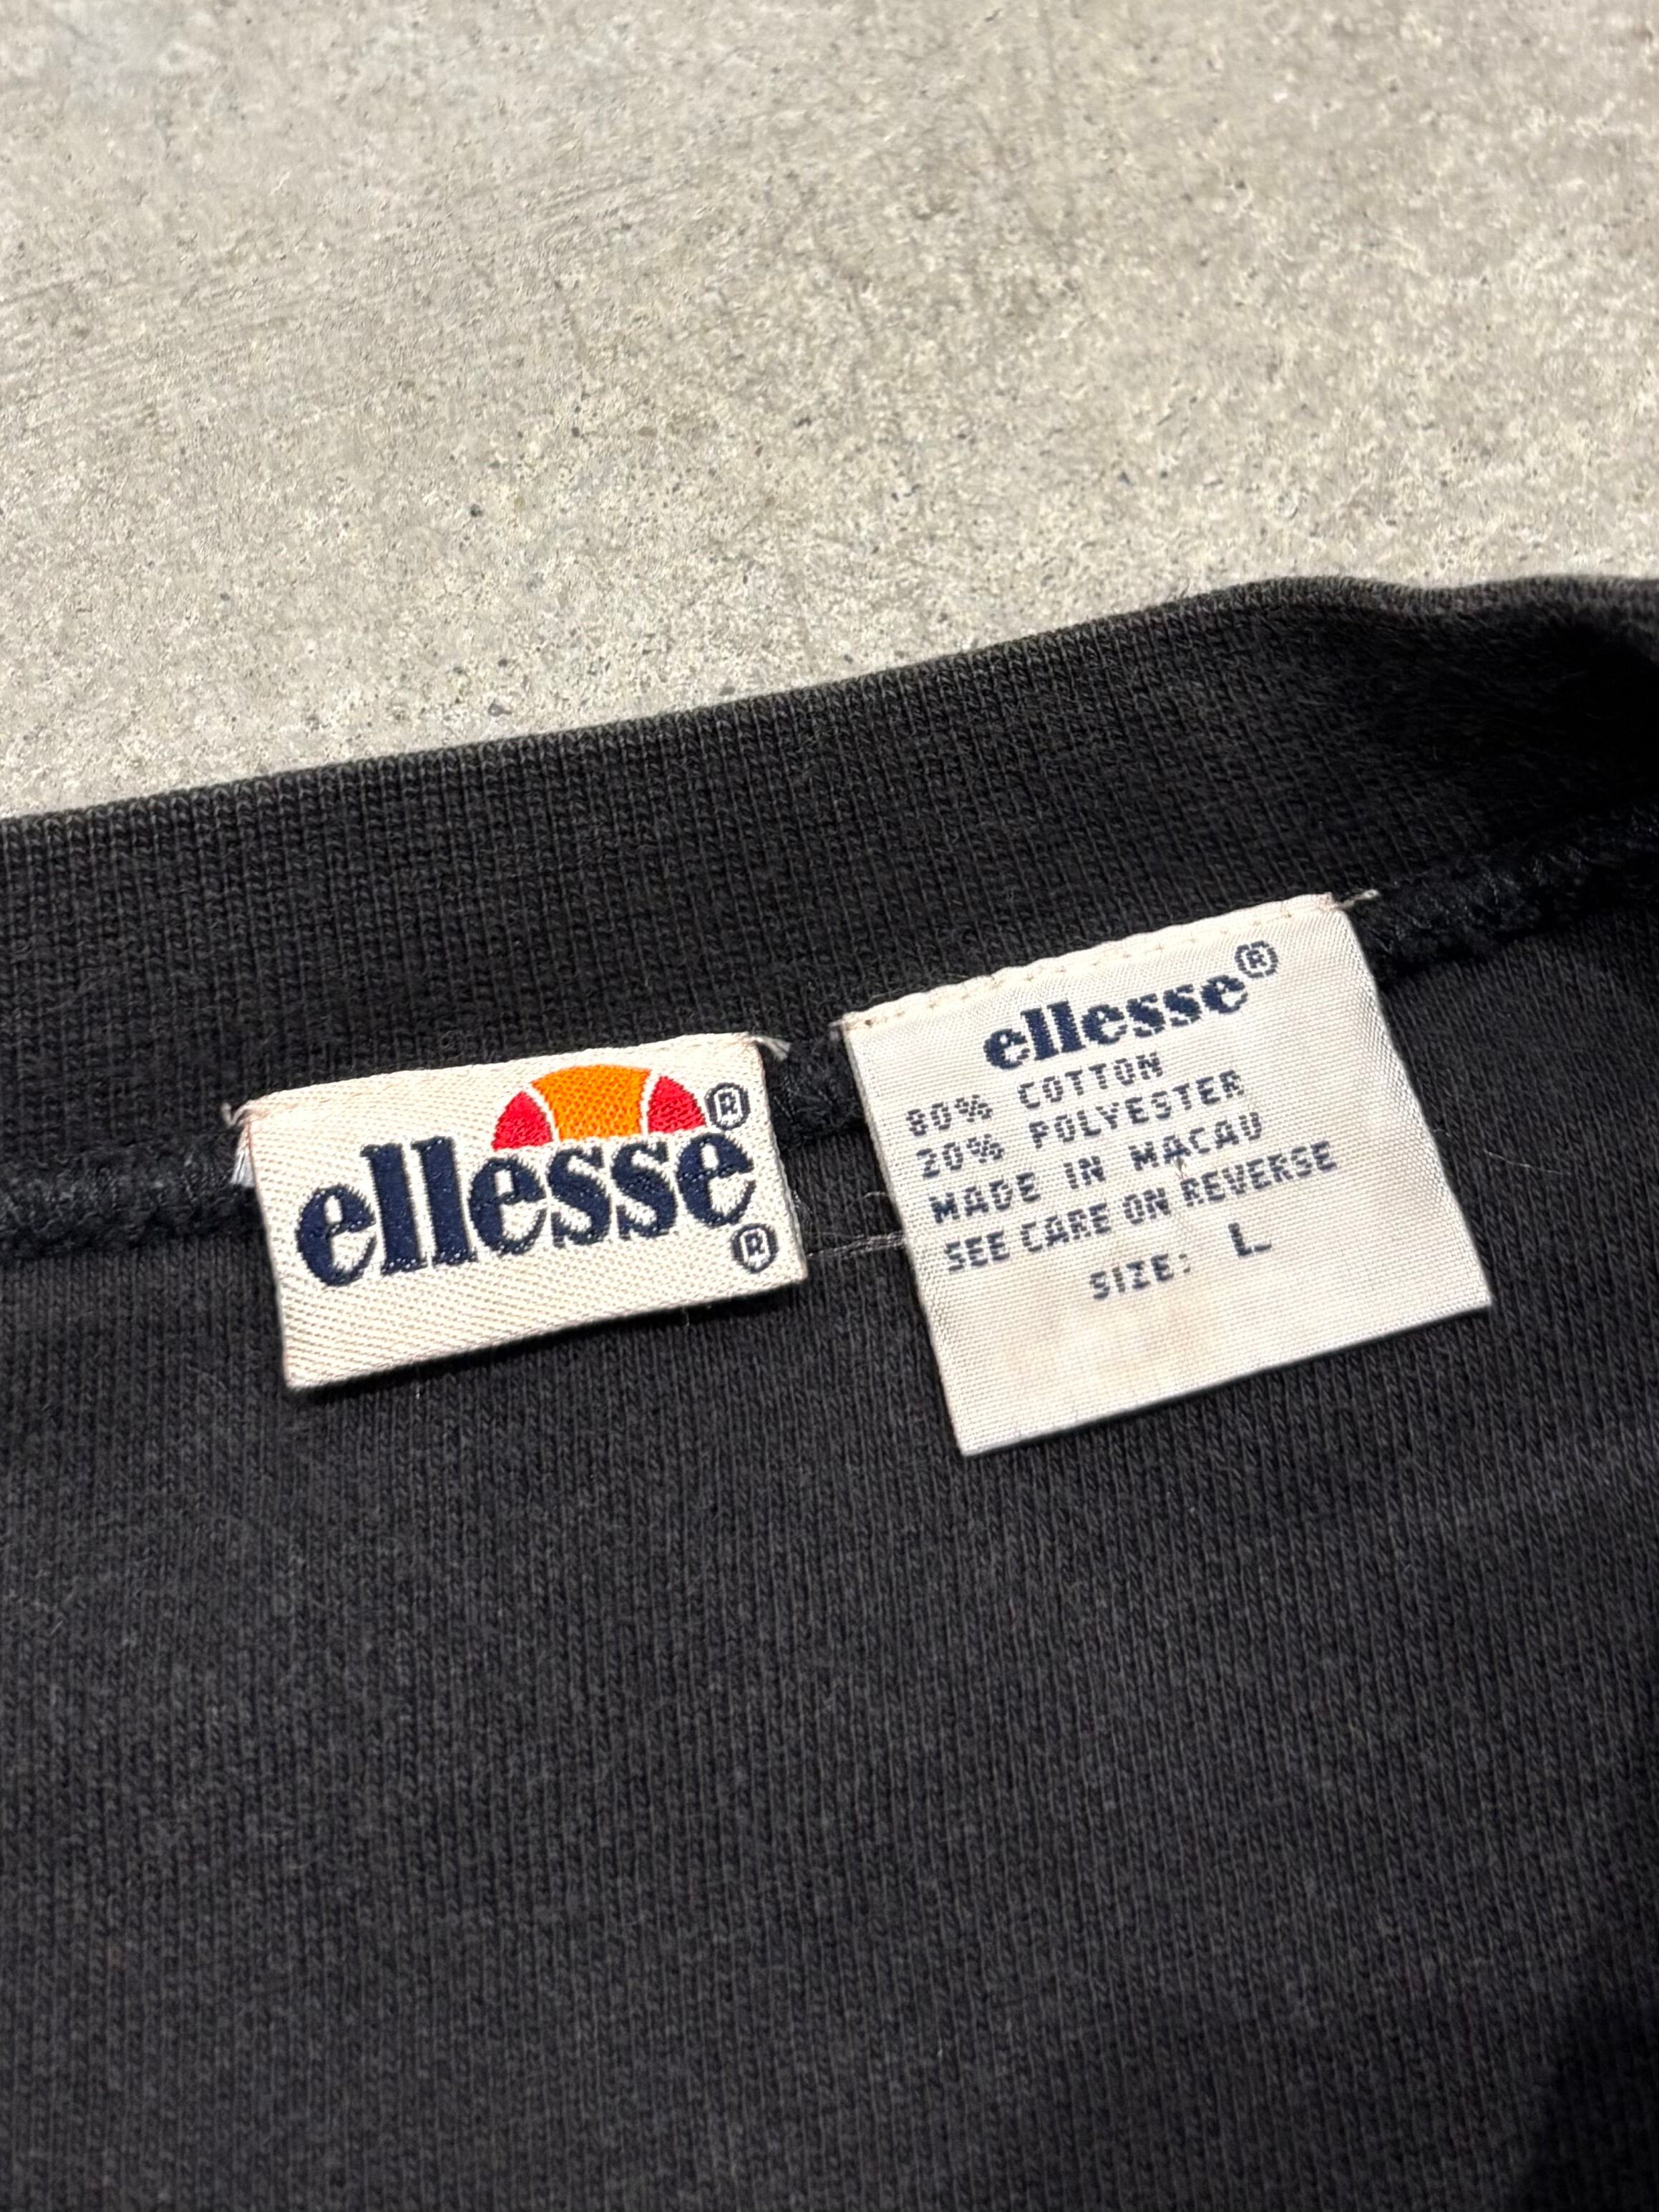 ellesse®
®
ellesse®
80% COTTON
20% POLYESTER
MADE IN MACAU
SEE CARE ON REVERSE
SIZE: L